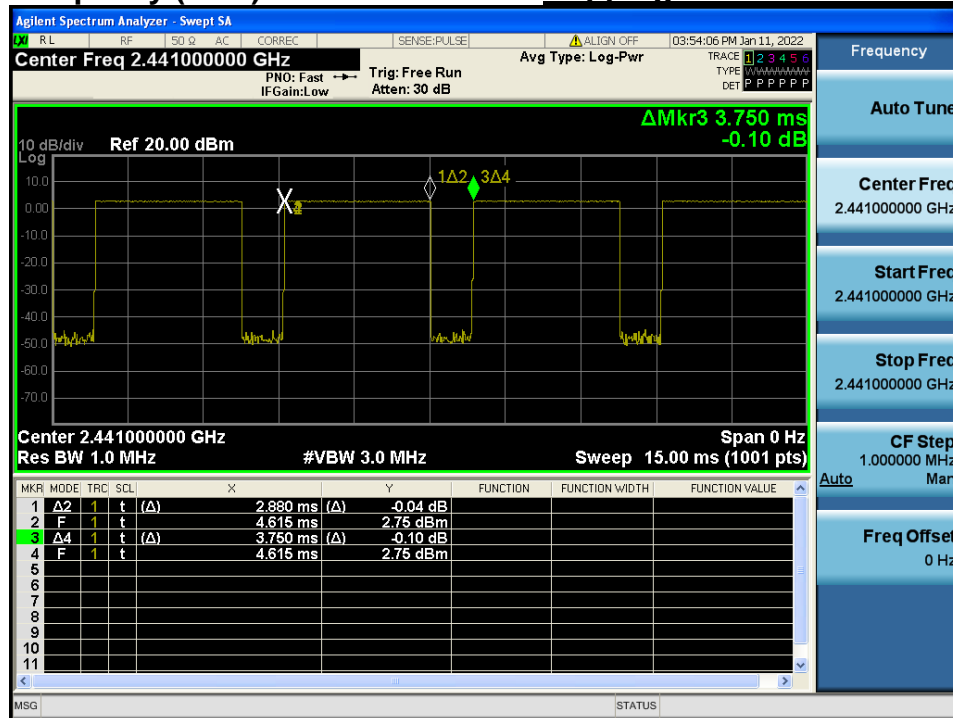 Agilent Spectrum Analyzer - Swept SA
LXI RL RF 50 Ω AC CORREC SENSE:PULSE ALIGN OFF 03:54:06 PM Jan 11, 2022
Center Freq 2.441000000 GHz
PNO: Fast
IFGain:Low
Trig: Free Run
Atten: 30 dB
Avg Type: Log-Pwr
TRACE 1 2 3 4 5 6
TYPE WWWWWW
DET P P P P P P
Frequency
Auto Tune
Center Freq
2.441000000 GHz
Start Freq
2.441000000 GHz
Stop Freq
2.441000000 GHz
CF Step
1.000000 MHz
Auto Man
Freq Offset
0 Hz
ΔMkr3 3.750 ms
-0.10 dB
10 dB/div Ref 20.00 dBm
Log
10.0
0.00
-10.0
-20.0
-30.0
-40.0
-50.0
-60.0
-70.0
1Δ2 3Δ4
X
Center 2.441000000 GHz Span 0 Hz
Res BW 1.0 MHz #VBW 3.0 MHz Sweep 15.00 ms (1001 pts)
MKR MODE TRC SCL X Y FUNCTION FUNCTION WIDTH FUNCTION VALUE
1 Δ2 1 t (Δ) 2.880 ms (Δ) -0.04 dB
2 F 1 t 4.615 ms 2.75 dBm
3 Δ4 1 t (Δ) 3.750 ms (Δ) -0.10 dB
4 F 1 t 4.615 ms 2.75 dBm
5
6
7
8
9
10
11
MSG STATUS